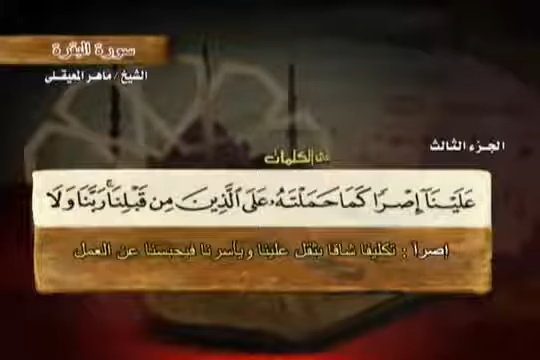 سورة البقرة
الشيخ / ماهر المعيقلي
الجزء الثالث
معاني الكلمات
عَلَيْنَآ إِصْرًا كَمَا حَمَلْتَهُۥ عَلَى ٱلَّذِينَ مِن قَبْلِنَا ۚ رَبَّنَا وَلَا
إصرآ : تكليفا شاقا يثقل علينا ويأسرنا فيحبسنا عن العمل